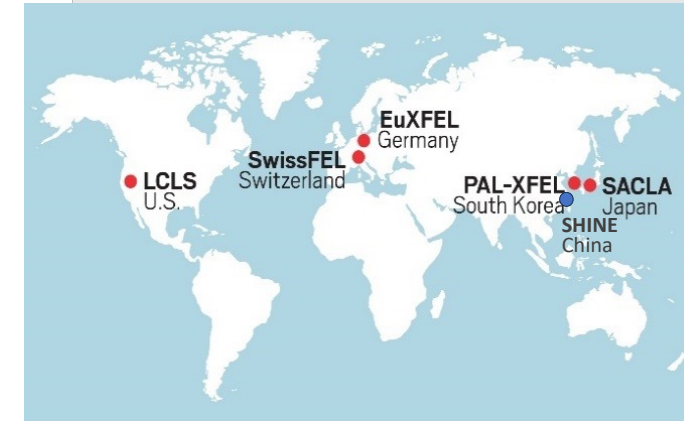 EuXFEL
Germany
SwissFEL
Switzerland
LCLS
U.S.
PAL-XFEL
South Korea
SACLA
Japan
SHINE
China